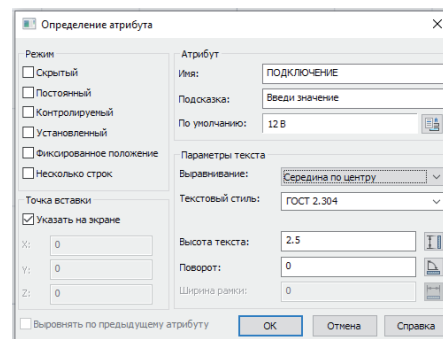 Определение атрибута
Режим
Скрытый
Постоянный
Контролируемый
Установленный
Фиксированное положение
Несколько строк
Точка вставки
Указать на экране
X: 0
Y: 0
Z: 0
Атрибут
Имя: ПОДКЛЮЧЕНИЕ
Подсказка: Введи значение
По умолчанию: 12 В
Параметры текста
Выравнивание: Середина по центру
Текстовый стиль: ГОСТ 2.304
Высота текста: 2.5
Поворот: 0
Ширина рамки: 0
Выровнять по предыдущему атрибуту
ОК Отмена Справка